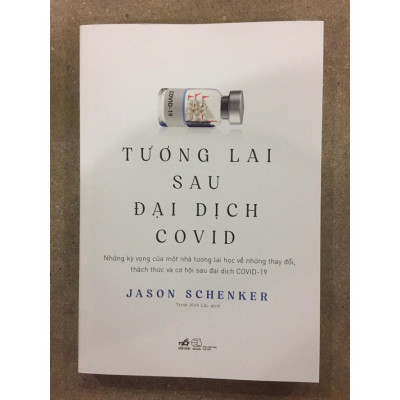 COVID-19
TƯƠNG LAI
SAU
ĐẠI DỊCH
COVID
Những kỳ vọng của một nhà tương lai học về những thay đổi,
thách thức và cơ hội sau đại dịch COVID-19
JASON SCHENKER